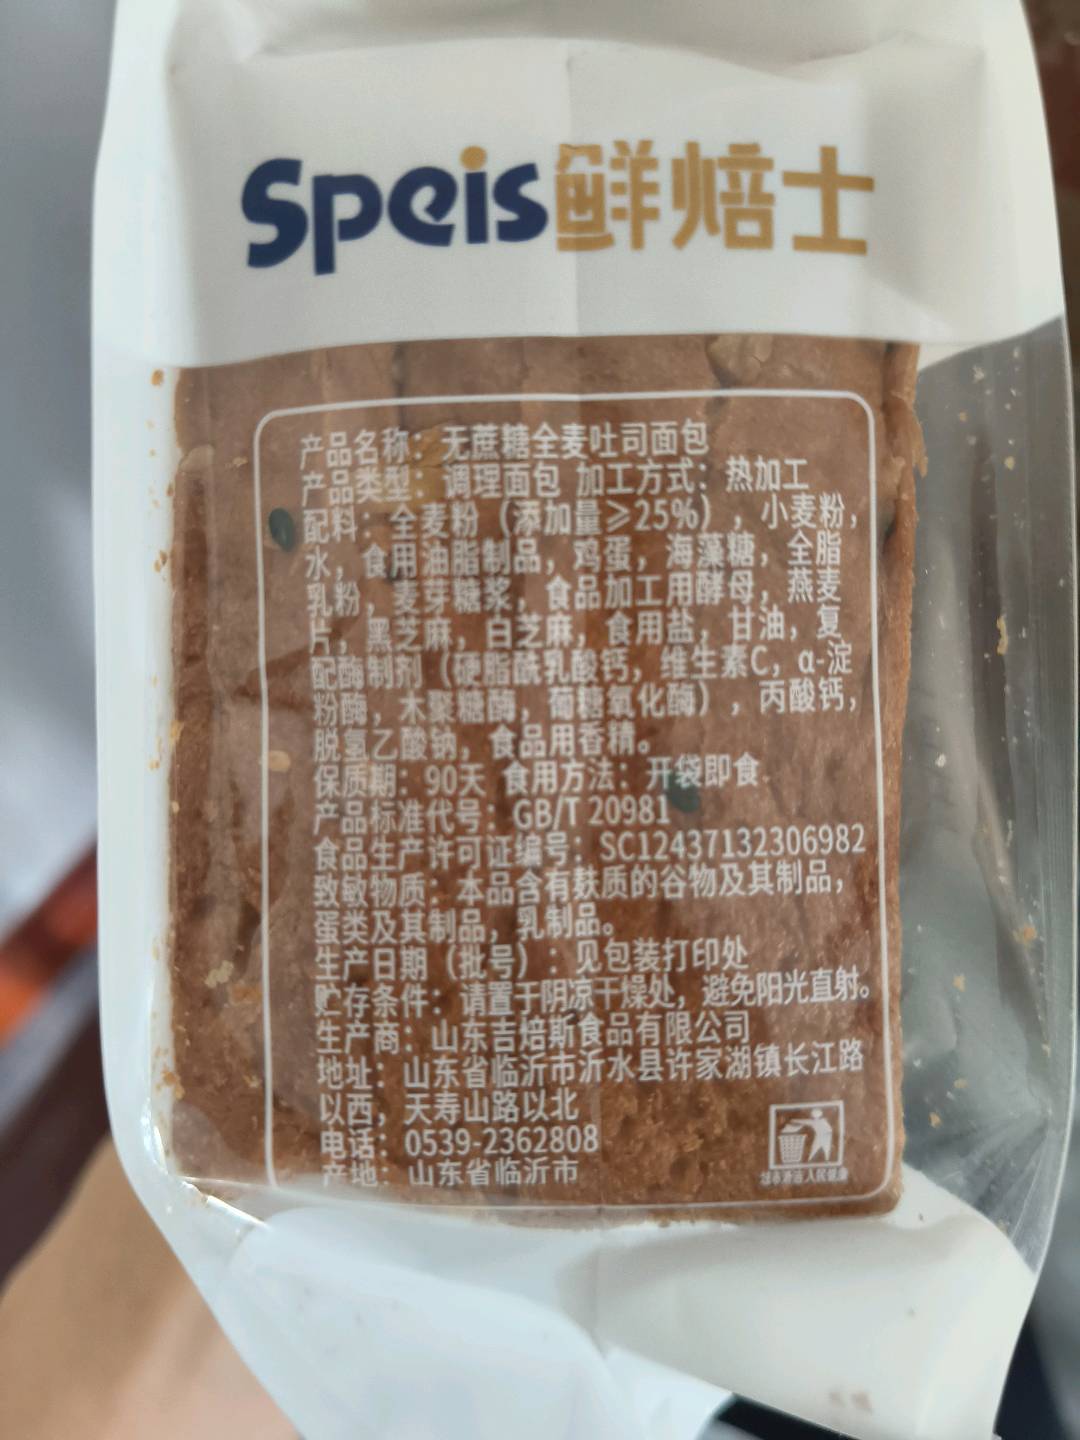 Speis鲜焙士
产品名称：无蔗糖全麦吐司面包
产品类型：调理面包 加工方式：热加工
配料：全麦粉（添加量≥25%），小麦粉，
水，食用油脂制品，鸡蛋，海藻糖，全脂
乳粉，麦芽糖浆，食品加工用酵母，燕麦
片，黑芝麻，白芝麻，食用盐，甘油，复
配酶制剂（硬脂酰乳酸钙，维生素C，α-淀
粉酶，木聚糖酶，葡糖氧化酶），丙酸钙，
脱氢乙酸钠，食品用香精。
保质期：90天 食用方法：开袋即食
产品标准代号：GB/T 20981
食品生产许可证编号：SC12437132306982
致敏物质：本品含有麸质的谷物及其制品，
蛋类及其制品，乳制品。
生产日期（批号）：见包装打印处
贮存条件：请置于阴凉干燥处，避免阳光直射。
生产商：山东吉焙斯食品有限公司
地址：山东省临沂市沂水县许家湖镇长江路
以西，天寿山路以北
电话：0539-2362808
产地：山东省临沂市